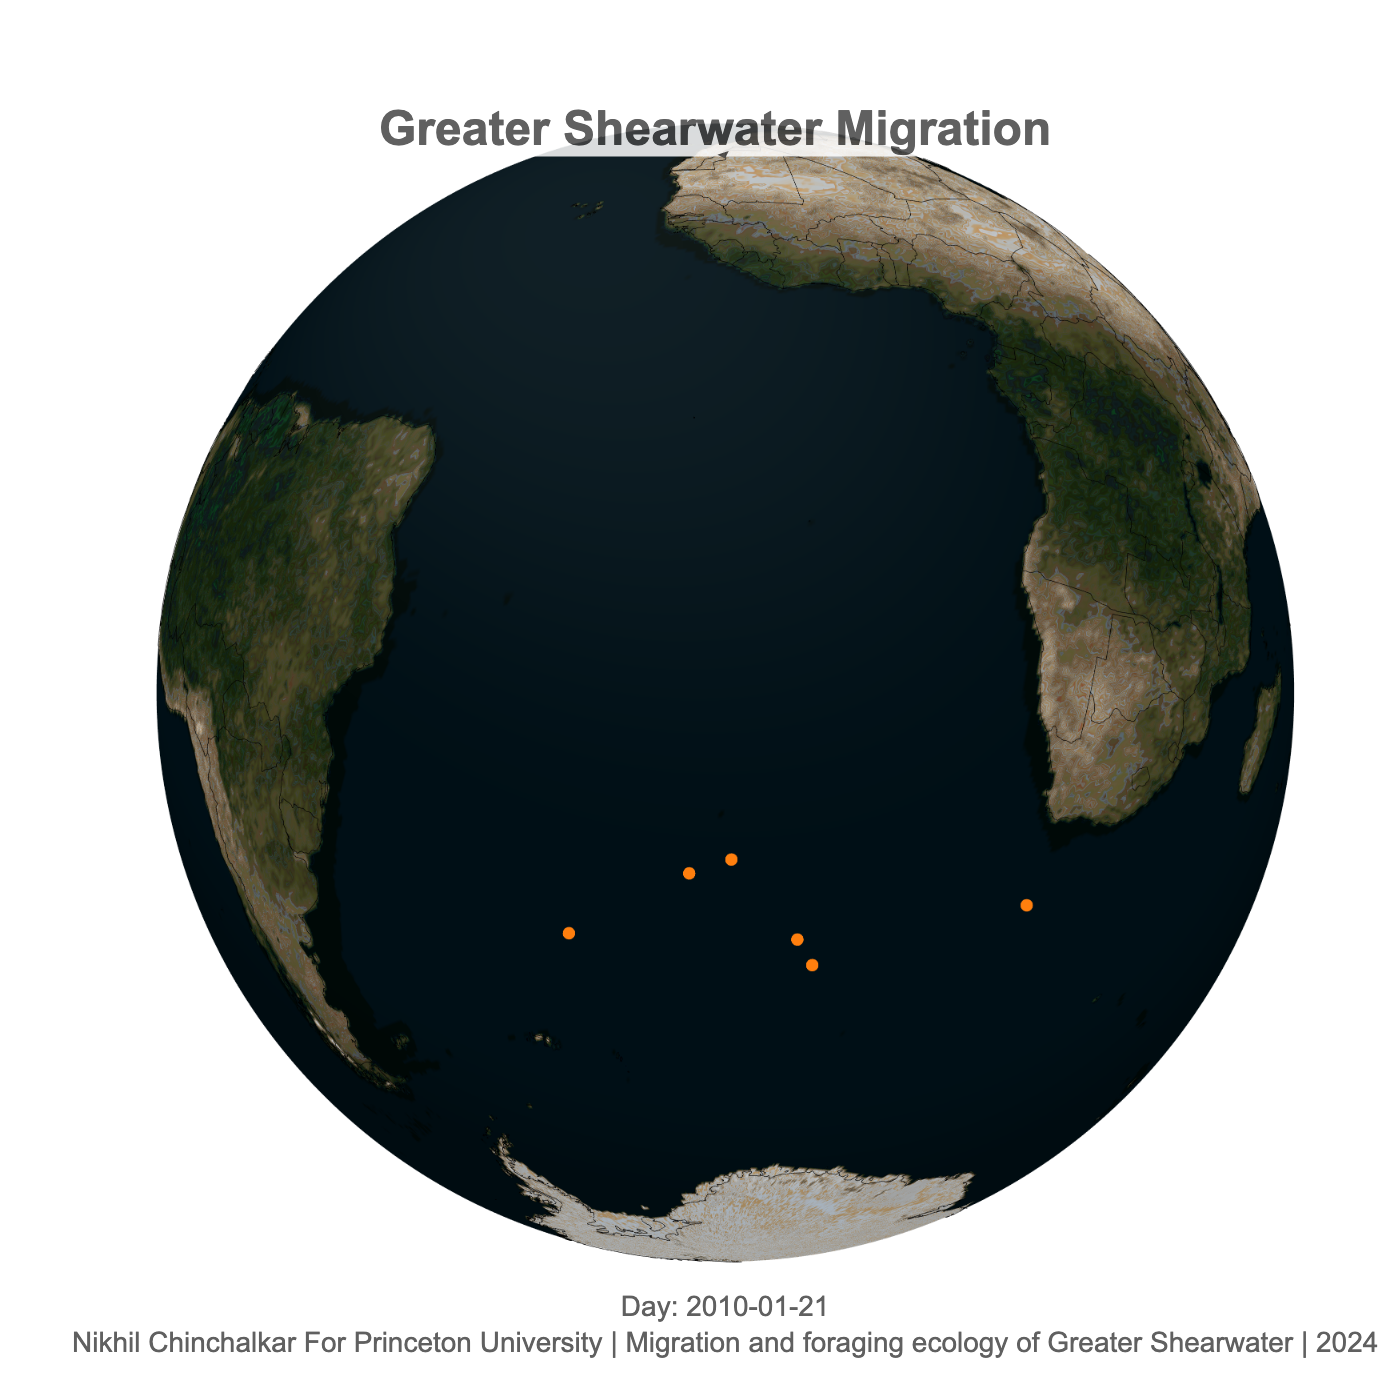 Greater Shearwater Migration
Day: 2010-01-21
Nikhil Chinchalkar For Princeton University | Migration and foraging ecology of Greater Shearwater | 2024